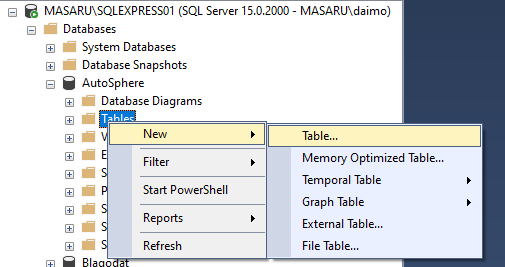 MASARU\SQLEXPRESS01 (SQL Server 15.0.2000 - MASARU\daimo)
Databases
System Databases
Database Snapshots
AutoSphere
Database Diagrams
Tables
New
Table...
Memory Optimized Table...
Filter
Temporal Table
Start PowerShell
Graph Table
Reports
External Table...
Refresh
File Table...
Blagodat